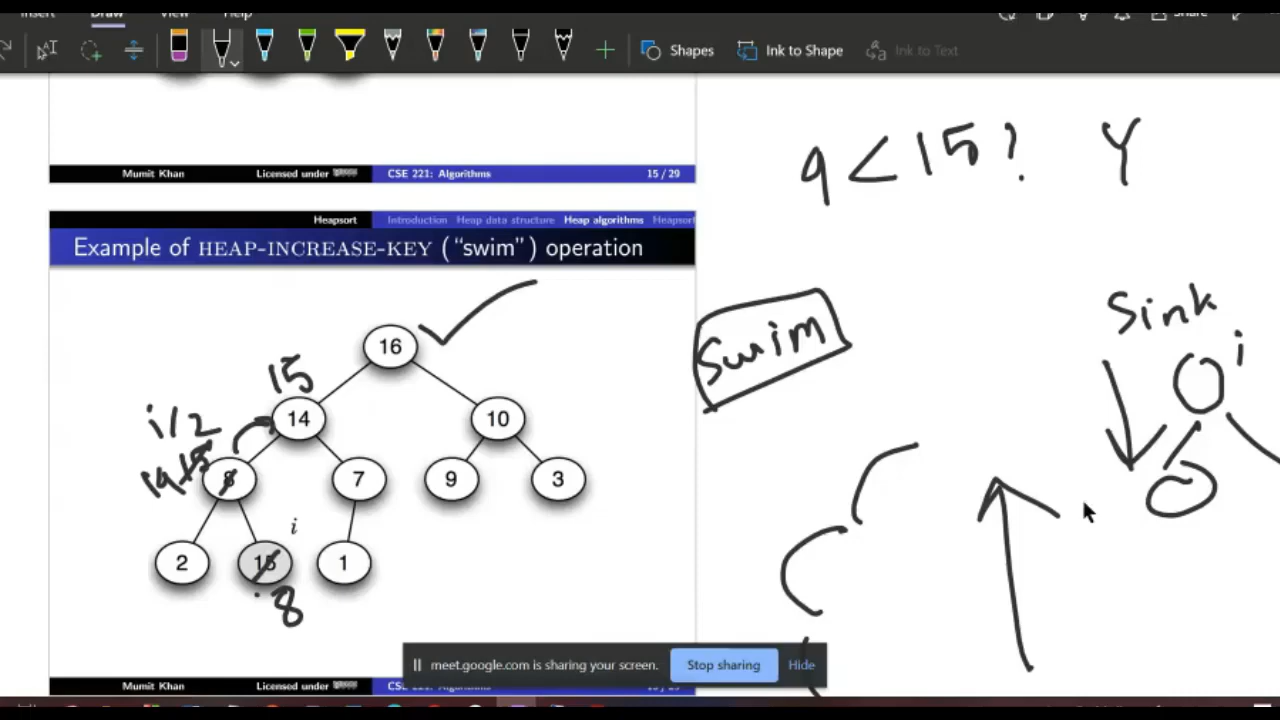 Insert Draw View Help Share
Shapes Ink to Shape Ink to Text
Mumit Khan Licensed under CSE 221: Algorithms 15 / 29
9 < 15 ? Y
Heapsort Introduction Heap data structure Heap algorithms Heapsort
Example of HEAP-INCREASE-KEY ("swim") operation
Swim
Sink
i
16
15
14 10
i/2
14 15
8 7 9 3
i
2 15 1
8
meet.google.com is sharing your screen. Stop sharing Hide
Mumit Khan Licensed under